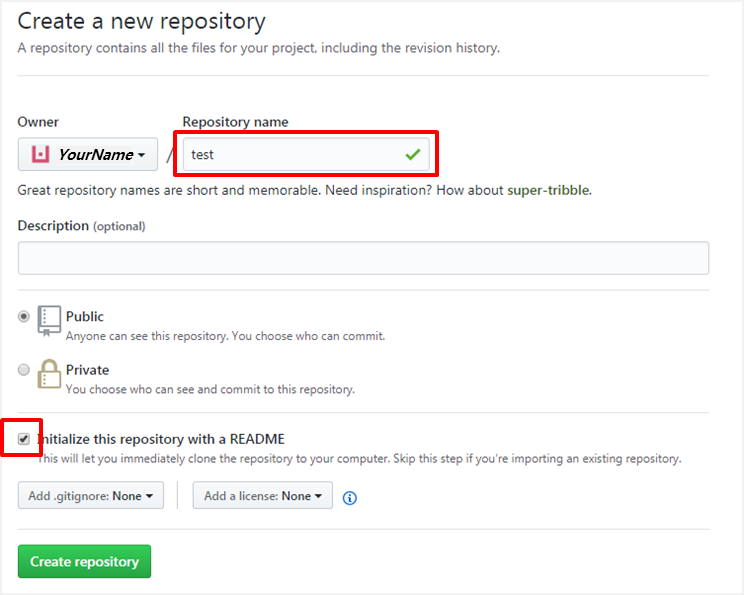 Create a new repository
A repository contains all the files for your project, including the revision history.
Owner
Repository name
YourName
/
test
Great repository names are short and memorable. Need inspiration? How about super-tribble.
Description (optional)
Public
Anyone can see this repository. You choose who can commit.
Private
You choose who can see and commit to this repository.
Initialize this repository with a README
This will let you immediately clone the repository to your computer. Skip this step if you're importing an existing repository.
Add .gitignore: None
Add a license: None
Create repository